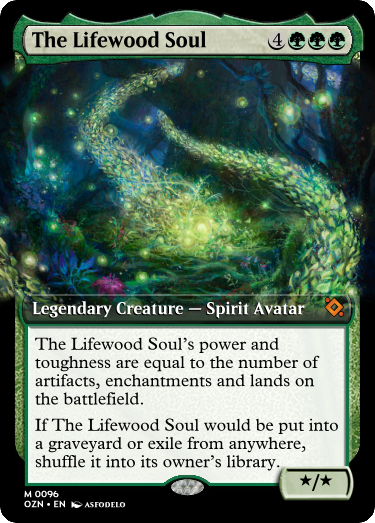 The Lifewood Soul 4
Legendary Creature — Spirit Avatar
The Lifewood Soul's power and
toughness are equal to the number of
artifacts, enchantments and lands on
the battlefield.
If The Lifewood Soul would be put into
a graveyard or exile from anywhere,
shuffle it into its owner's library.
★/★
M 0096
OZN • EN ASFODELO